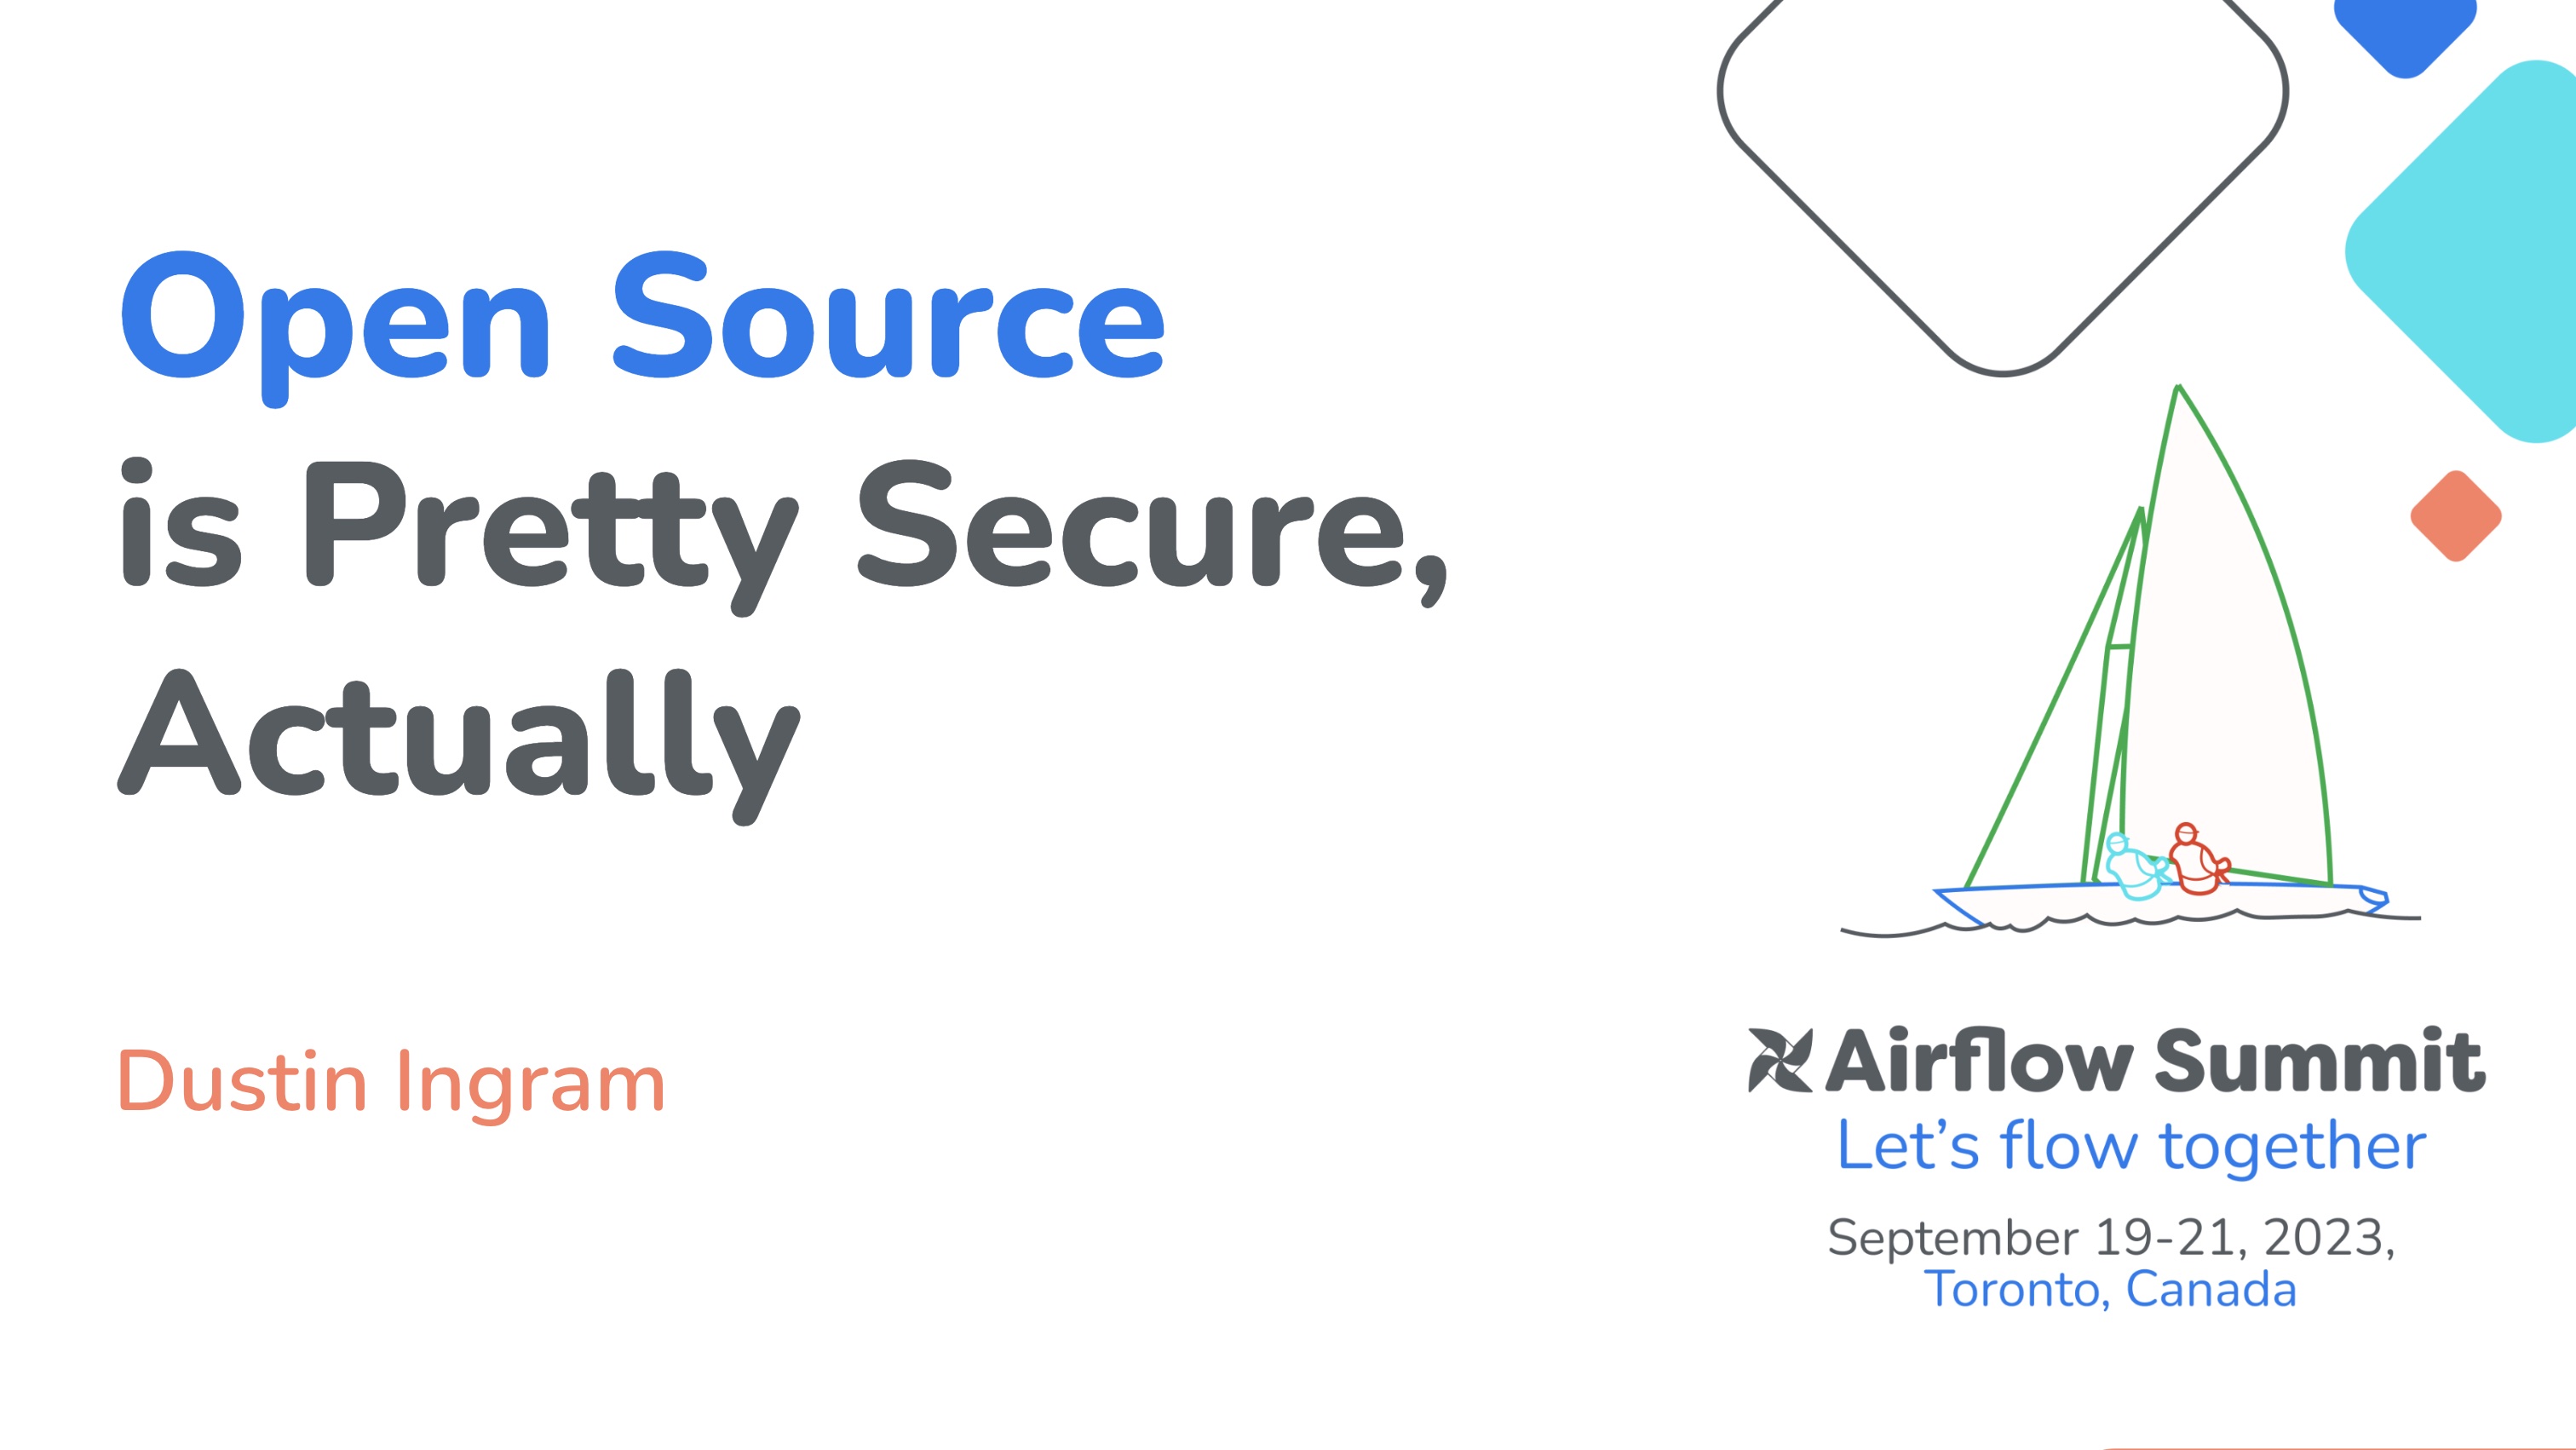 Open Source
is Pretty Secure,
Actually
Dustin Ingram
Airflow Summit
Let’s flow together
September 19-21, 2023,
Toronto, Canada